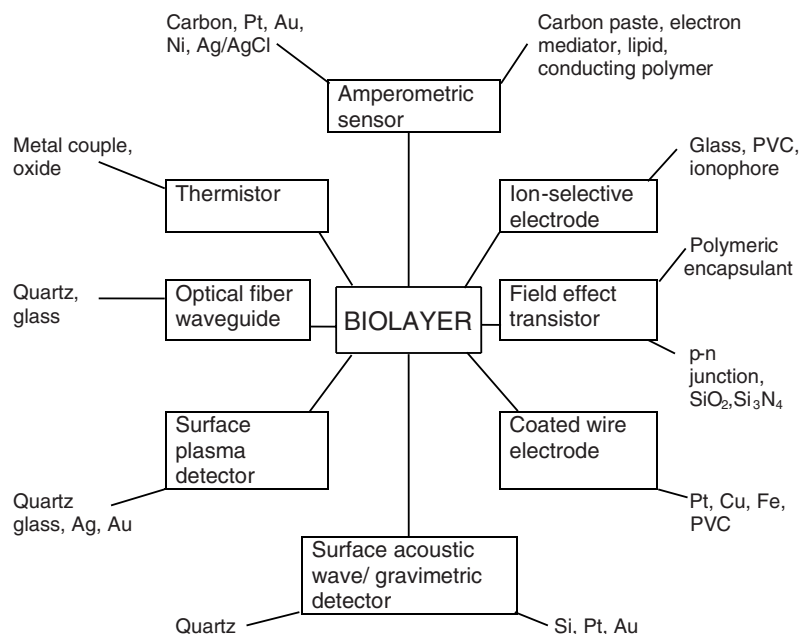 Carbon, Pt, Au,
Ni, Ag/AgCl
Carbon paste, electron
mediator, lipid,
conducting polymer
Amperometric
sensor
Metal couple,
oxide
Thermistor
Glass, PVC,
ionophore
Ion-selective
electrode
Polymeric
encapsulant
Quartz,
glass
Optical fiber
waveguide
BIOLAYER
Field effect
transistor
p-n
junction,
SiO₂,Si₃N₄
Surface
plasma
detector
Coated wire
electrode
Quartz
glass, Ag, Au
Pt, Cu, Fe,
PVC
Surface acoustic
wave/ gravimetric
detector
Quartz
Si, Pt, Au